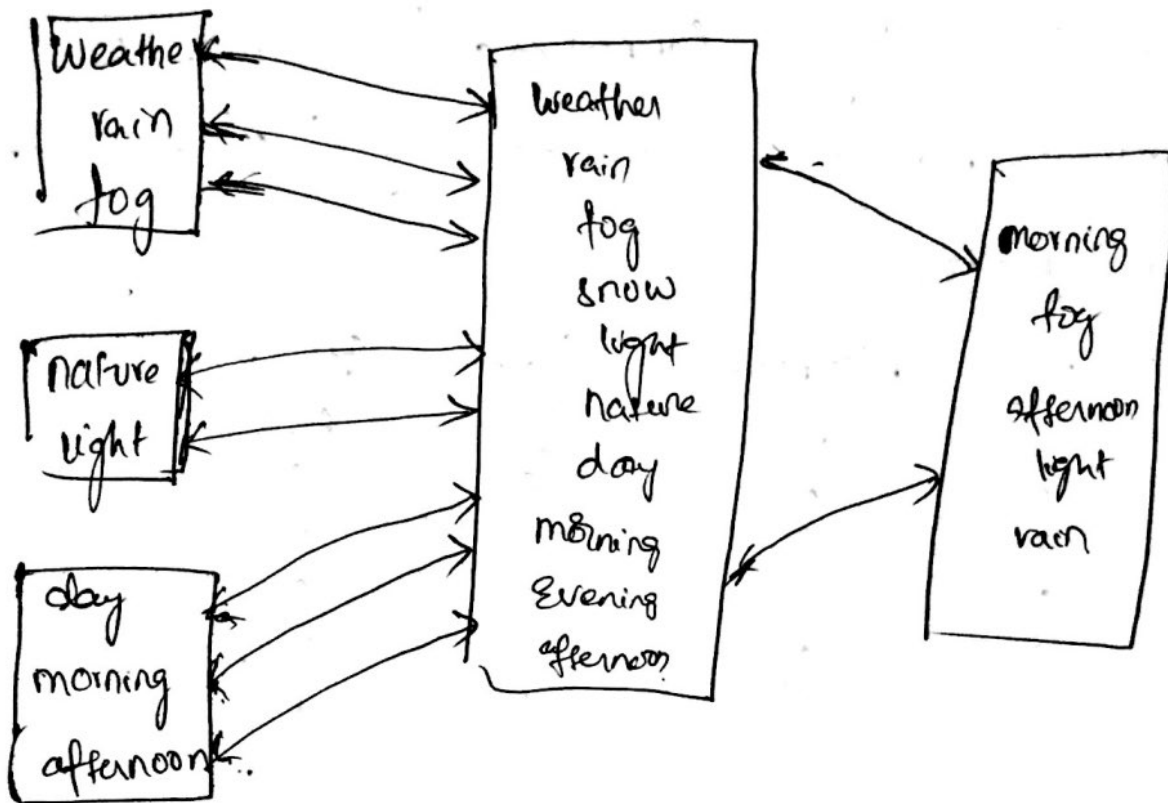 Weathe
rain
fog
nature
light
day
morning
afternoon
weather
rain
fog
snow
light
nature
day
morning
Evening
afternoon
morning
fog
afternoon
light
rain